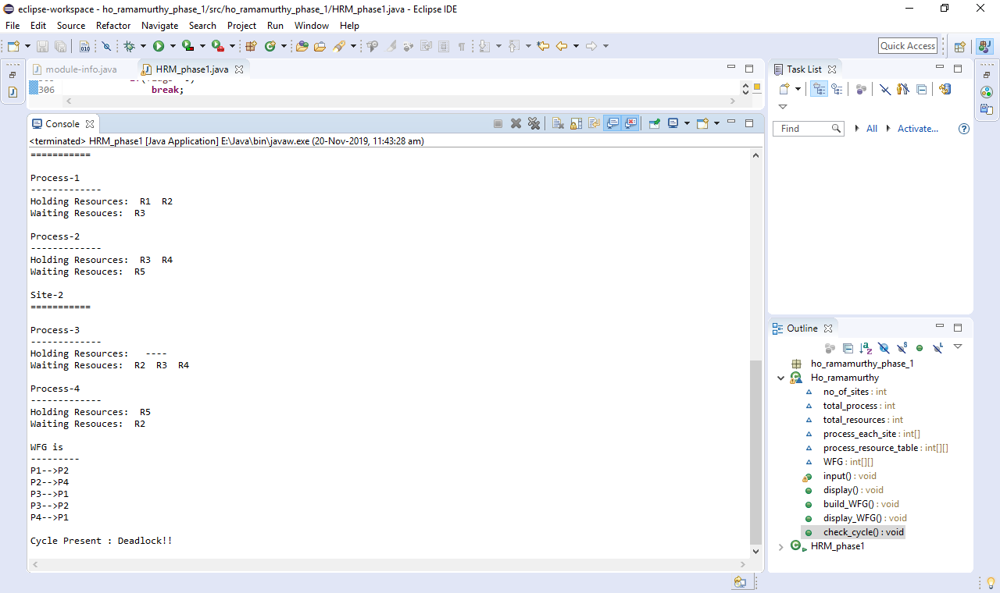 eclipse-workspace - ho_ramamurthy_phase_1/src/ho_ramamurthy_phase_1/HRM_phase1.java - Eclipse IDE
File Edit Source Refactor Navigate Search Project Run Window Help
Quick Access
module-info.java
HRM_phase1.java
306 break;
Console
<terminated> HRM_phase1 [Java Application] E:\Java\bin\javaw.exe (20-Nov-2019, 11:43:28 am)
===========
Process-1
-------------
Holding Resources:  R1  R2
Waiting Resouces:  R3
Process-2
-------------
Holding Resources:  R3  R4
Waiting Resouces:  R5
Site-2
===========
Process-3
-------------
Holding Resources:   ----
Waiting Resouces:  R2  R3  R4
Process-4
-------------
Holding Resources:  R5
Waiting Resouces:  R2
WFG is
---------
P1-->P2
P2-->P4
P3-->P1
P3-->P2
P4-->P1
Cycle Present : Deadlock!!
Task List
Find
All
Activate...
Outline
ho_ramamurthy_phase_1
Ho_ramamurthy
no_of_sites : int
total_process : int
total_resources : int
process_each_site : int[]
process_resource_table : int[][]
WFG : int[][]
input() : void
display() : void
build_WFG() : void
display_WFG() : void
check_cycle() : void
HRM_phase1